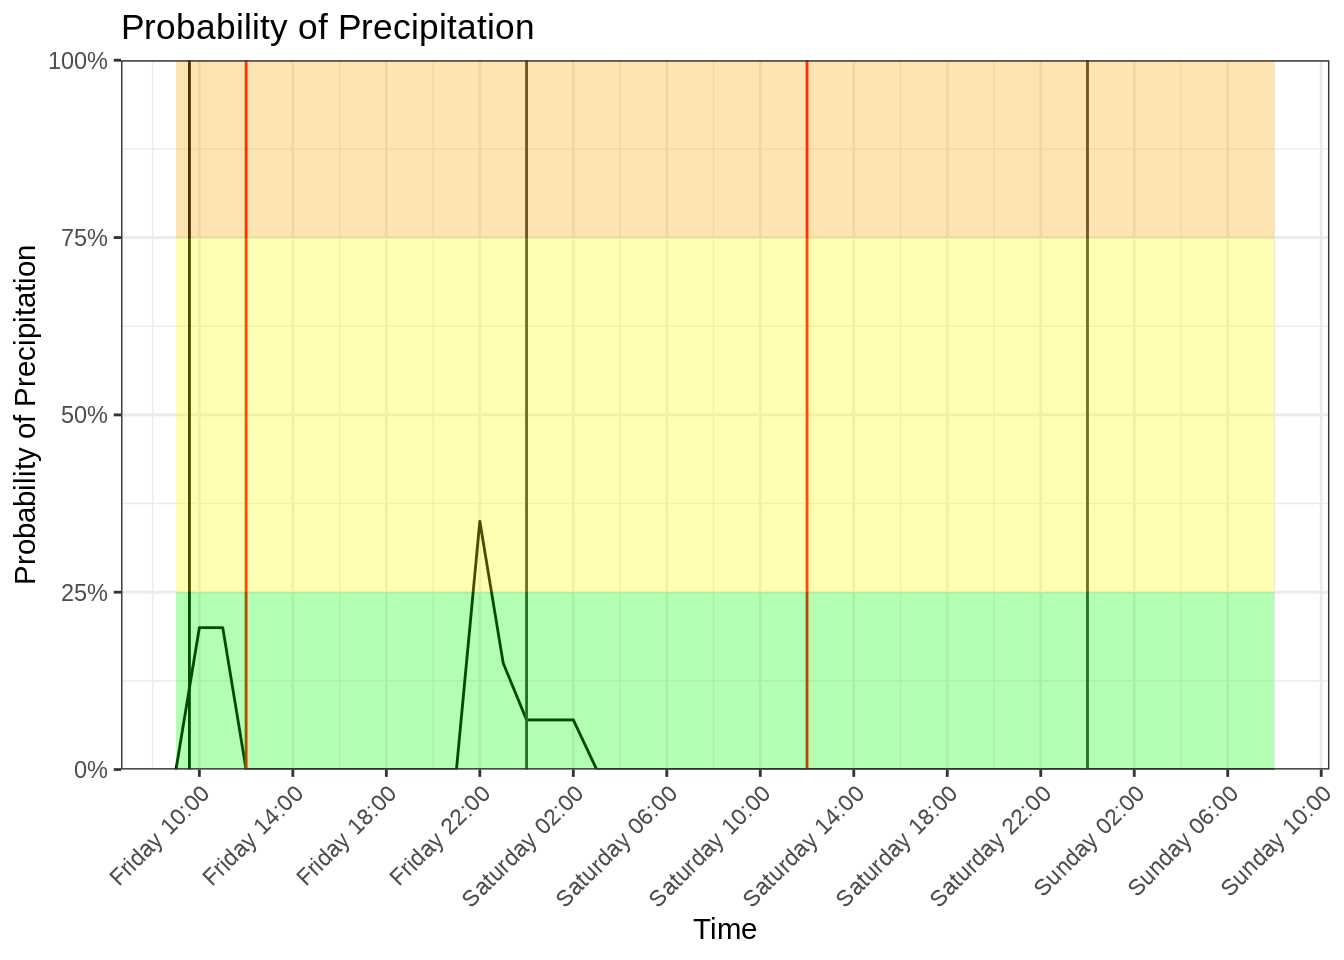 Probability of Precipitation
Probability of Precipitation
100%
75%
50%
25%
0%
Friday 10:00
Friday 14:00
Friday 18:00
Friday 22:00
Saturday 02:00
Saturday 06:00
Saturday 10:00
Saturday 14:00
Saturday 18:00
Saturday 22:00
Sunday 02:00
Sunday 06:00
Sunday 10:00
Time